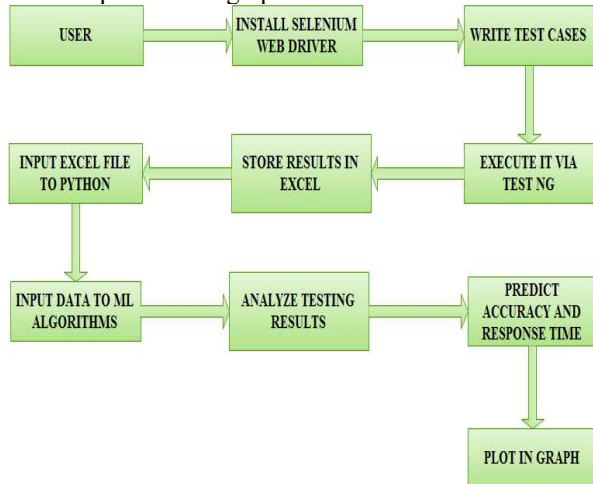 USER
INSTALL SELENIUM
WEB DRIVER
WRITE TEST CASES
EXECUTE IT VIA
TEST NG
STORE RESULTS IN
EXCEL
INPUT EXCEL FILE
TO PYTHON
INPUT DATA TO ML
ALGORITHMS
ANALYZE TESTING
RESULTS
PREDICT
ACCURACY AND
RESPONSE TIME
PLOT IN GRAPH